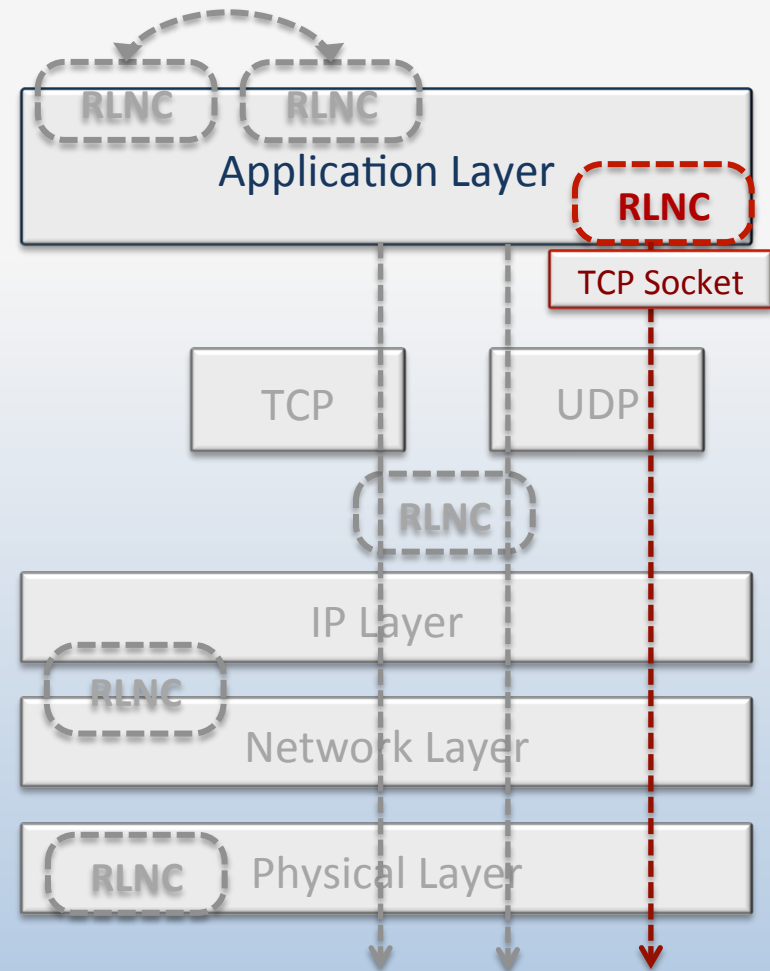 RLNC
RLNC
Application Layer
RLNC
TCP Socket
TCP
UDP
RLNC
IP Layer
RLNC
Network Layer
RLNC
Physical Layer